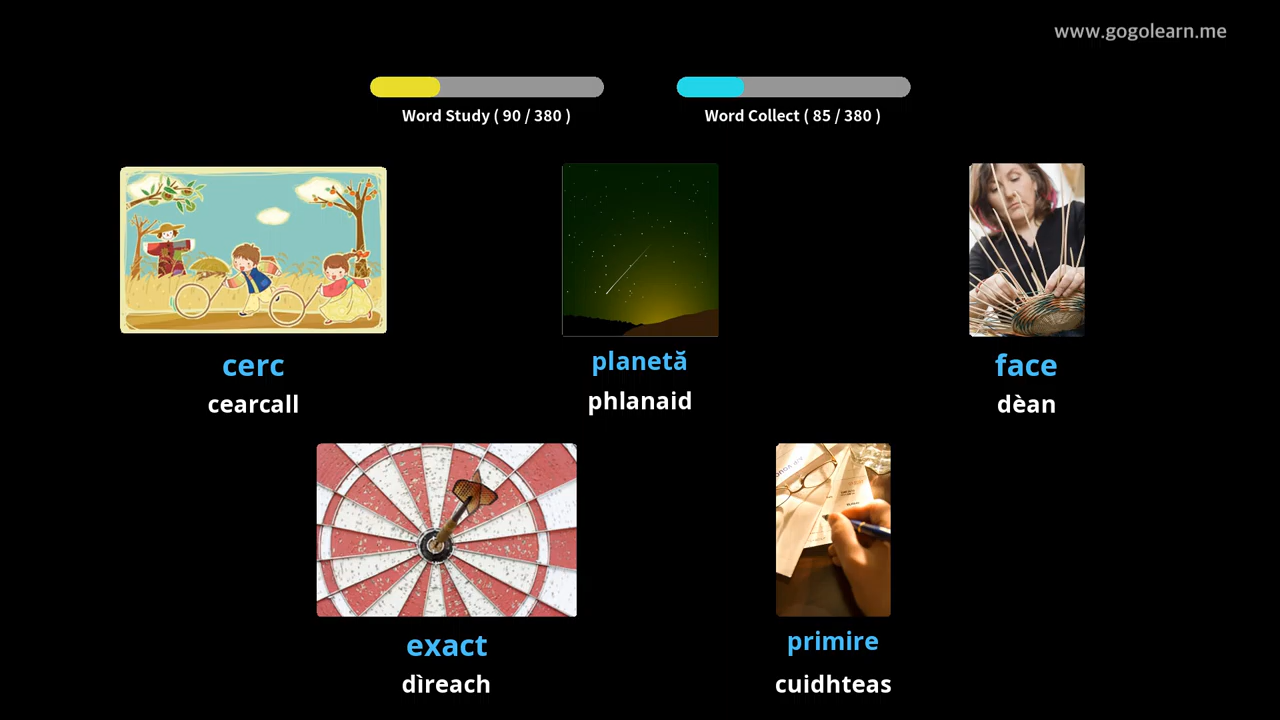 www.gogolearn.me
Word Study ( 90 / 380 )
Word Collect ( 85 / 380 )
cerc
cearcall
planetă
phlanaid
face
dèan
exact
dìreach
primire
cuidhteas